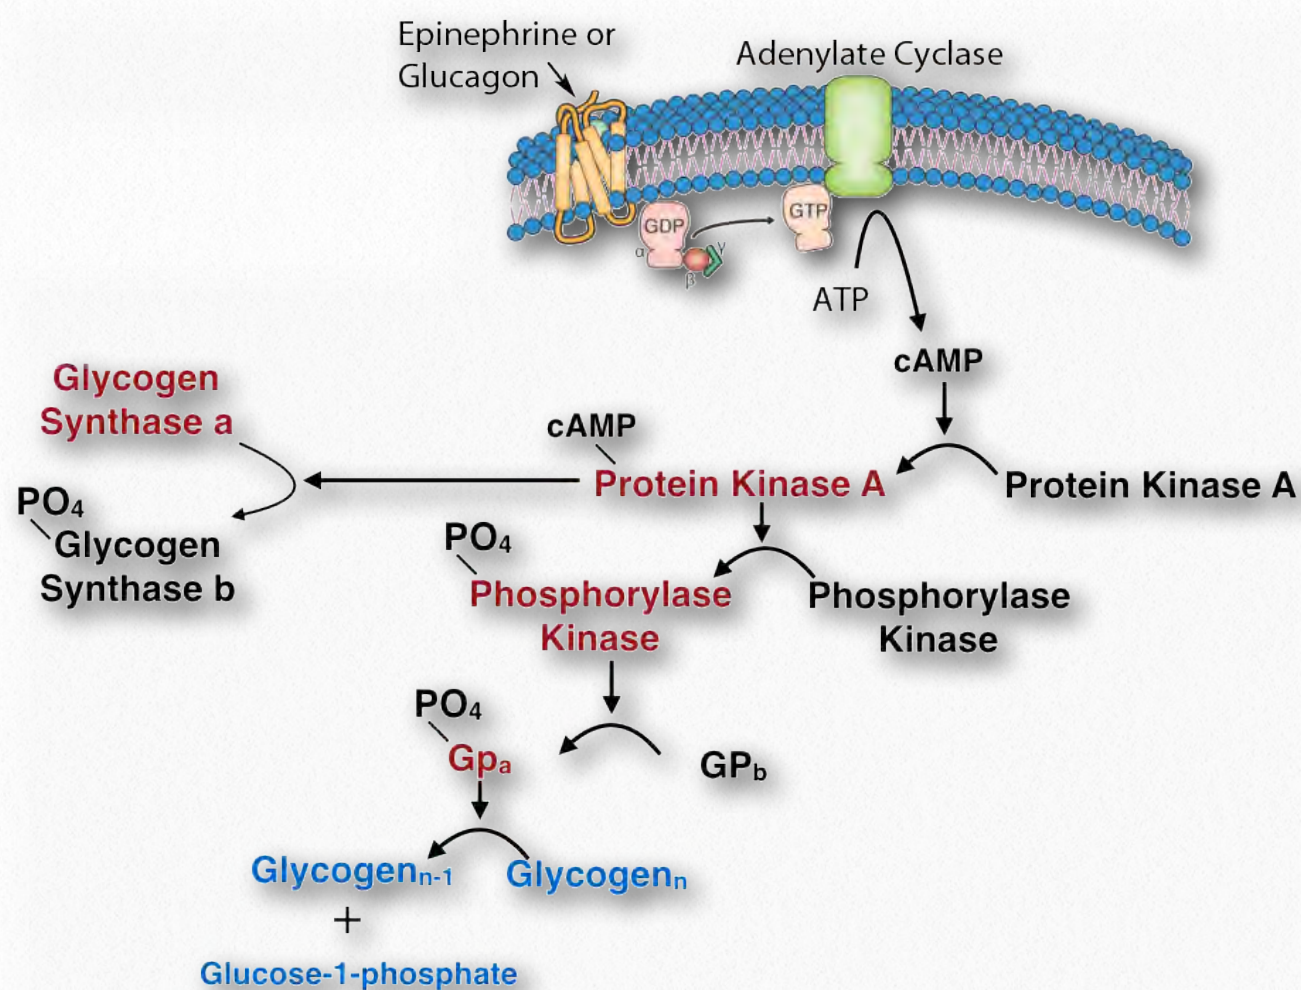 Epinephrine or
Glucagon
Adenylate Cyclase
GDP
GTP
α
β
γ
ATP
cAMP
Glycogen
Synthase a
cAMP
Protein Kinase A
Protein Kinase A
PO₄
Glycogen
Synthase b
PO₄
Phosphorylase
Kinase
Phosphorylase
Kinase
PO₄
Gpₐ
GP_b
Glycogenₙ₋₁
Glycogenₙ
+
Glucose-1-phosphate